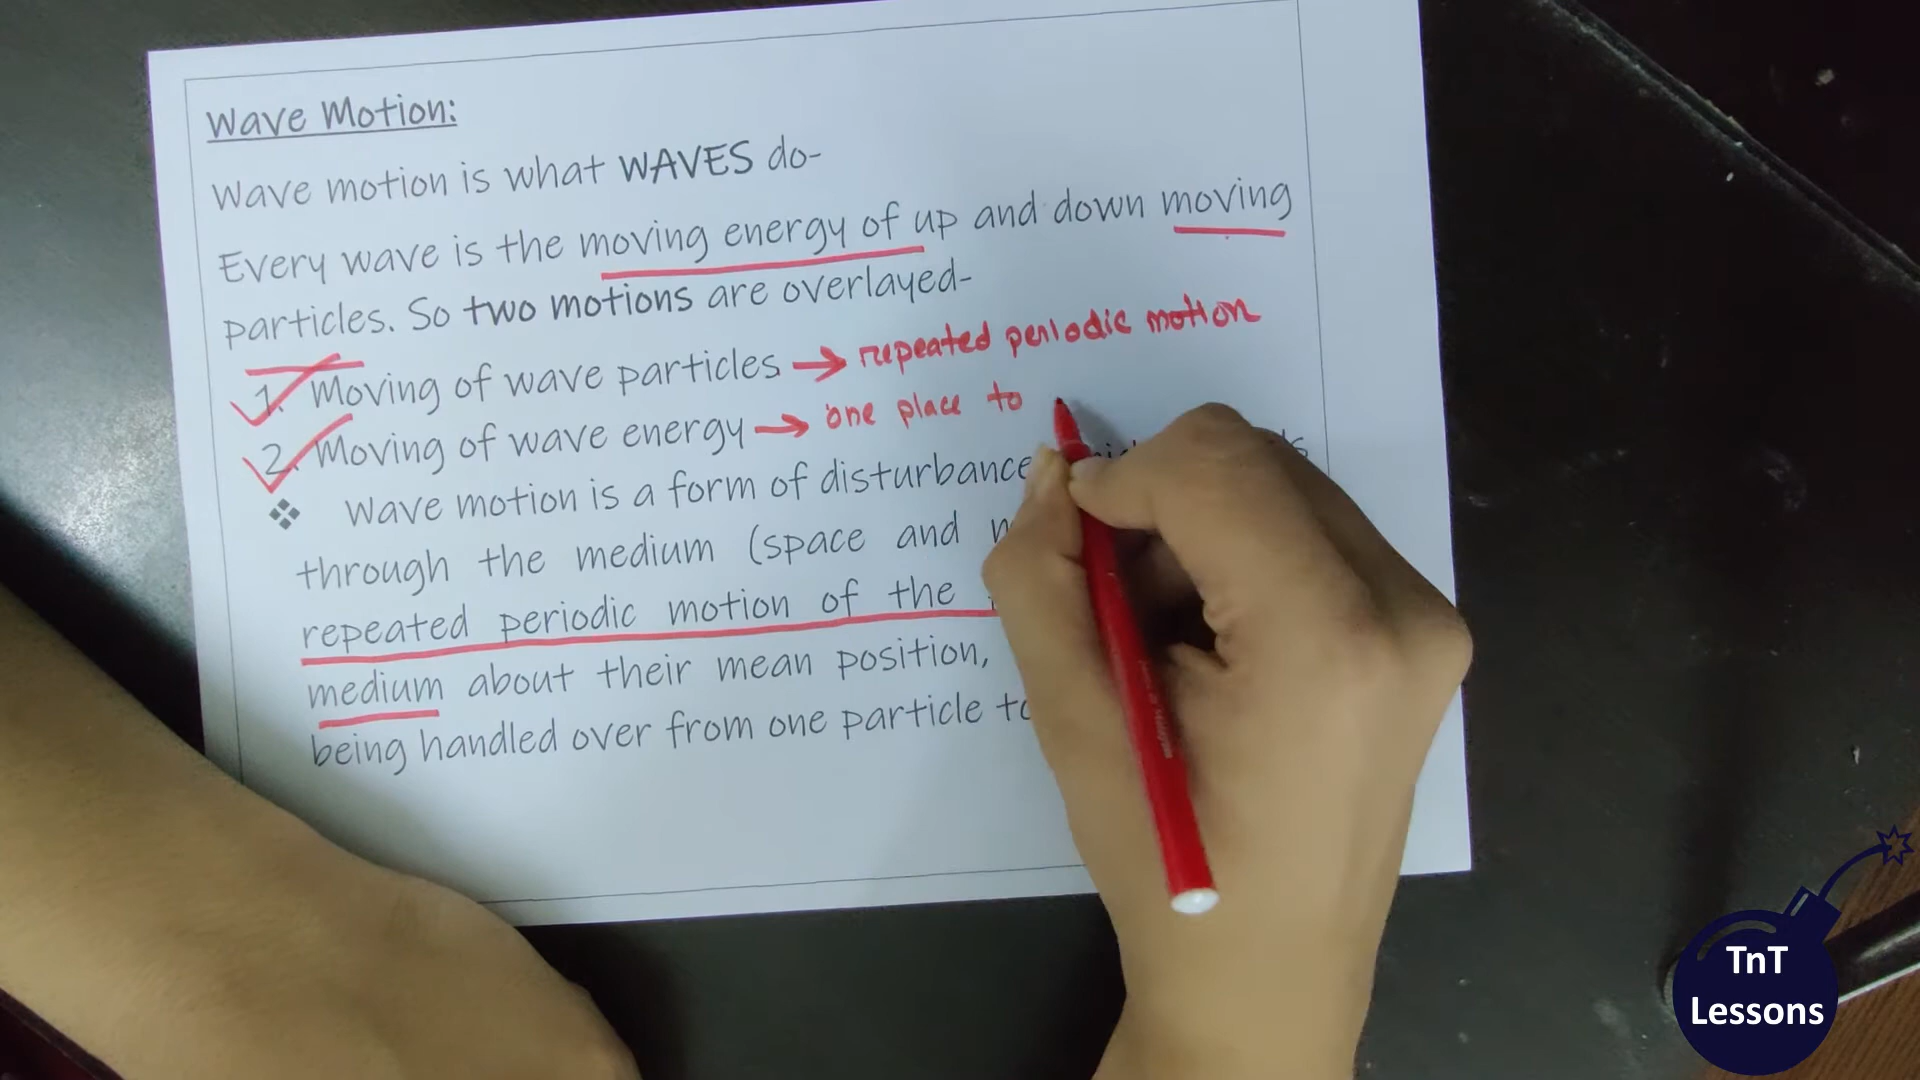 Wave Motion:
Wave motion is what WAVES do-
Every wave is the moving energy of up and down moving
particles. So two motions are overlayed-
1. Moving of wave particles → repeated periodic motion
2. Moving of wave energy → one place to
❖ Wave motion is a form of disturbance
through the medium (space and
repeated periodic motion of the
medium about their mean position,
being handled over from one particle to
TnT
Lessons